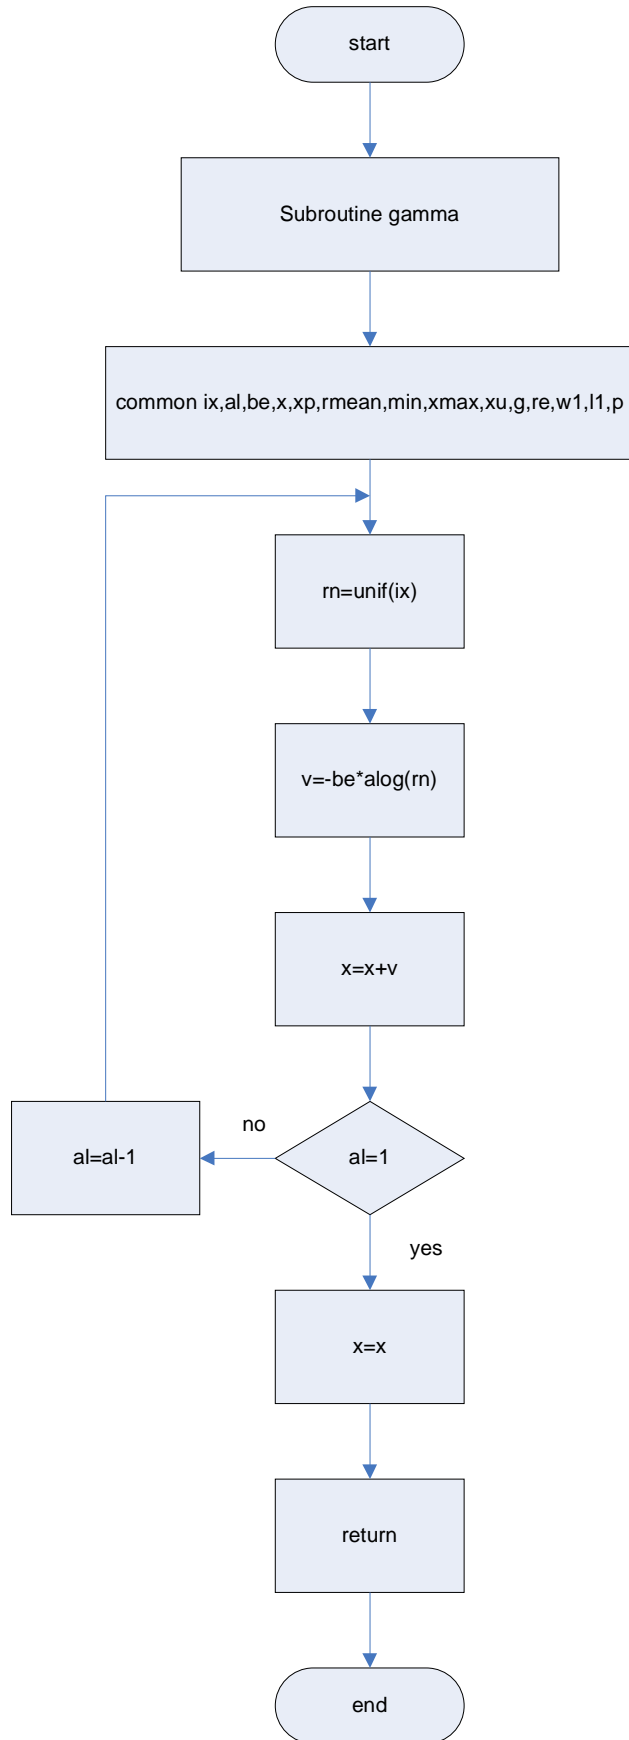 start
Subroutine gamma
common ix,al,be,x,xp,rmean,min,xmax,xu,g,re,w1,l1,p
rn=unif(ix)
v=-be*alog(rn)
x=x+v
al=1
no
al=al-1
yes
x=x
return
end